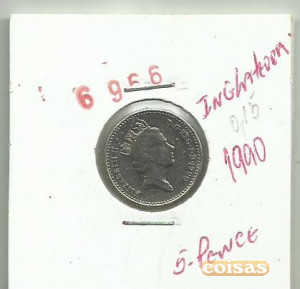 6966
INGLATERRA.
0,15
1990
5-PENCE
coisas